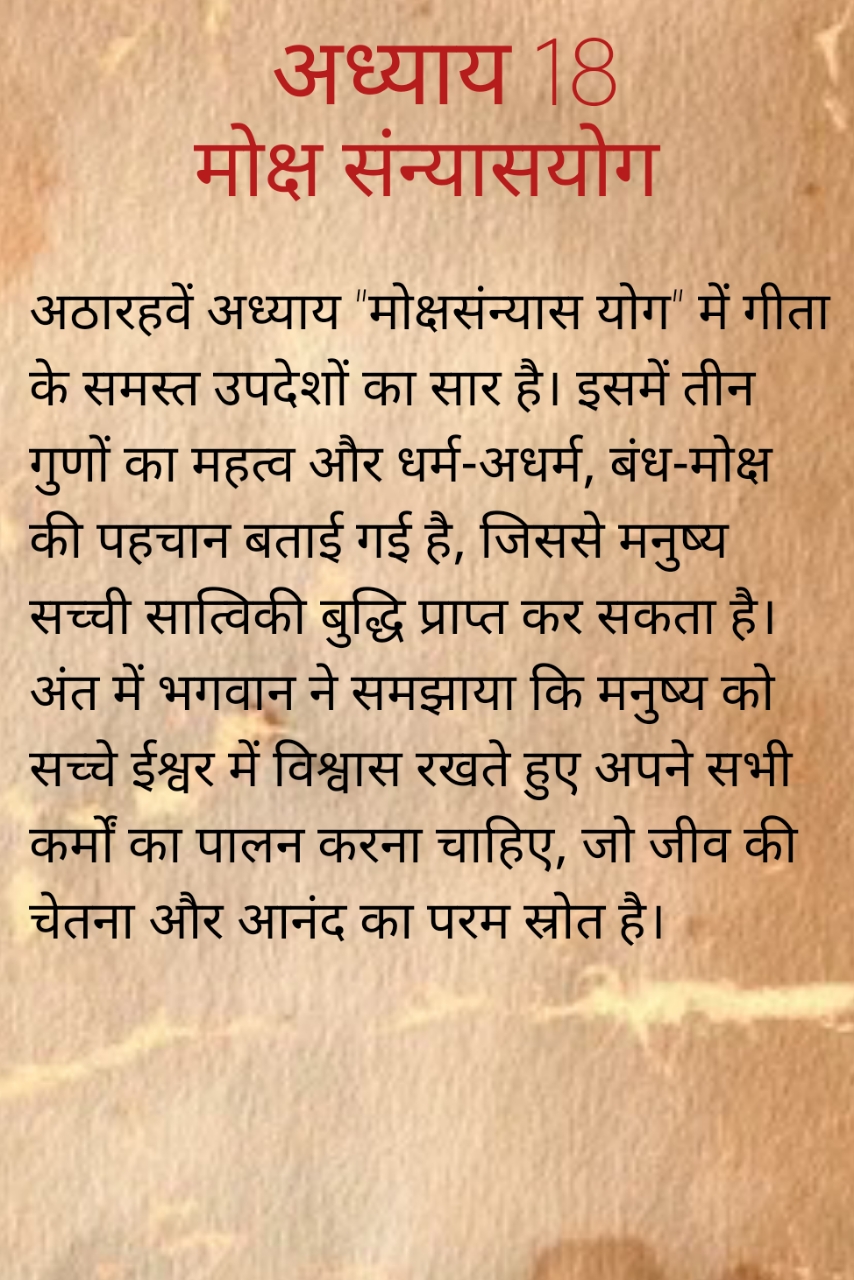 अध्याय 18
मोक्ष संन्यासयोग
अठारहवें अध्याय "मोक्षसंन्यास योग" में गीता
के समस्त उपदेशों का सार है। इसमें तीन
गुणों का महत्व और धर्म-अधर्म, बंध-मोक्ष
की पहचान बताई गई है, जिससे मनुष्य
सच्ची सात्विकी बुद्धि प्राप्त कर सकता है।
अंत में भगवान ने समझाया कि मनुष्य को
सच्चे ईश्वर में विश्वास रखते हुए अपने सभी
कर्मों का पालन करना चाहिए, जो जीव की
चेतना और आनंद का परम स्रोत है।